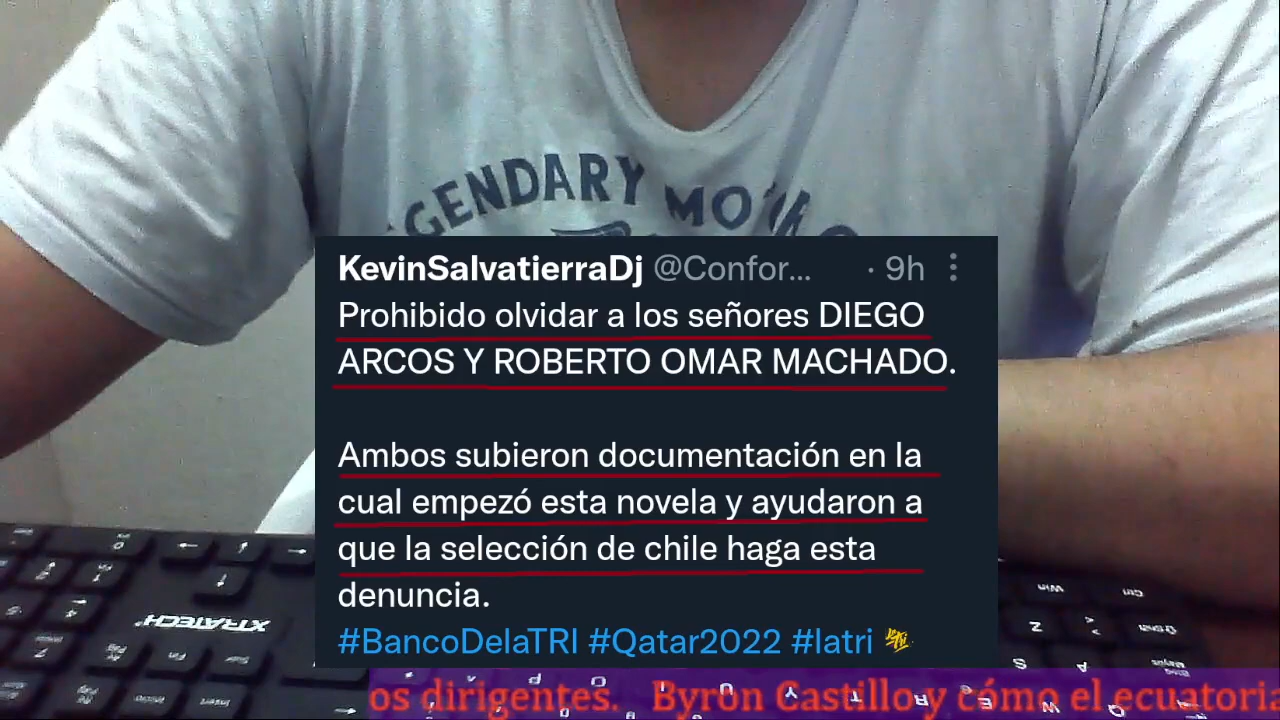 LEGENDARY MOTOR
KevinSalvatierraDj @Confor... · 9h
Prohibido olvidar a los señores DIEGO
ARCOS Y ROBERTO OMAR MACHADO.
Ambos subieron documentación en la
cual empezó esta novela y ayudaron a
que la selección de chile haga esta
denuncia.
#BancoDelaTRI #Qatar2022 #latri
XTRATECH
os dirigentes. Byron Castillo y cómo el ecuatoria